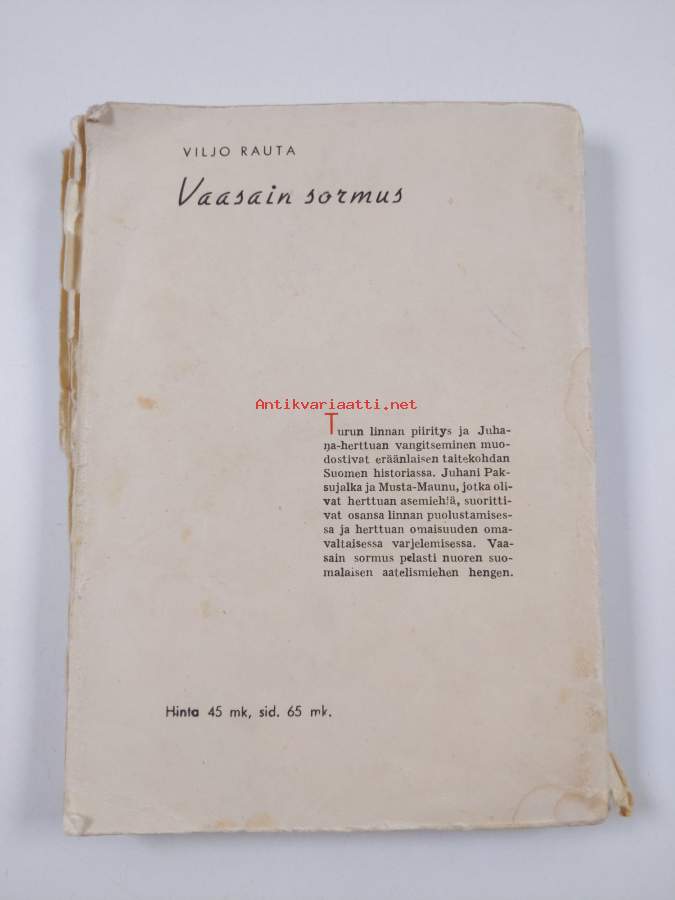 VILJO RAUTA
Vaasain sormus
Antikvariaatti.net
Turun linnan piiritys ja Juha-
na-herttuan vangitseminen muo-
dostivat eräänlaisen taitekohdan
Suomen historiassa. Juhani Pak-
sujalka ja Musta-Maunu, jotka oli-
vat herttuan asemiehiä, suoritti-
vat osansa linnan puolustamises-
sa ja herttuan omaisuuden oma-
valtaisessa varjelemisessa. Vaa-
sain sormus pelasti nuoren suo-
malaisen aatelismiehen hengen.
Hinta 45 mk, sid. 65 mk.